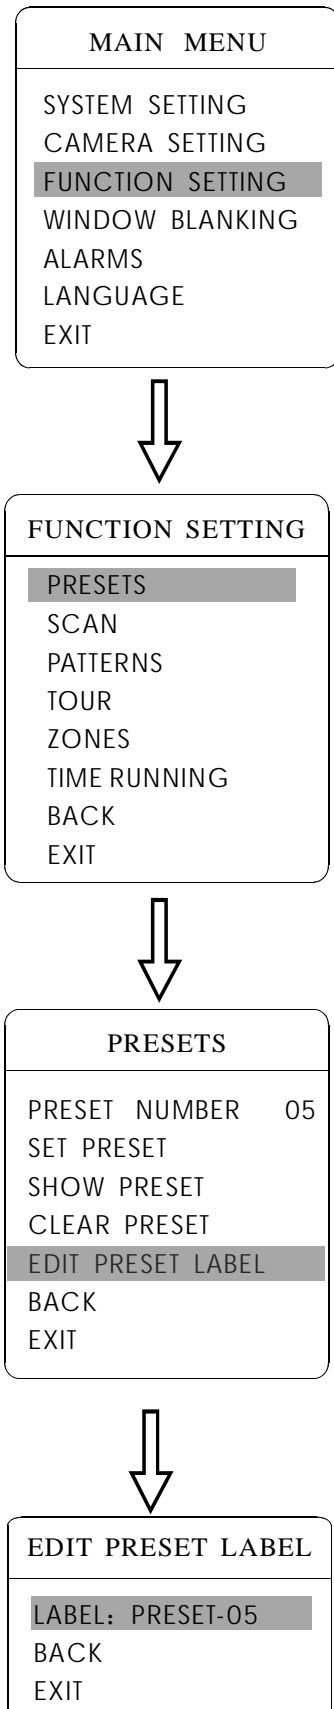 MAIN MENU
SYSTEM SETTING
CAMERA SETTING
FUNCTION SETTING
WINDOW BLANKING
ALARMS
LANGUAGE
EXIT
FUNCTION SETTING
PRESETS
SCAN
PATTERNS
TOUR
ZONES
TIME RUNNING
BACK
EXIT
PRESETS
PRESET NUMBER 05
SET PRESET
SHOW PRESET
CLEAR PRESET
EDIT PRESET LABEL
BACK
EXIT
EDIT PRESET LABEL
LABEL: PRESET-05
BACK
EXIT